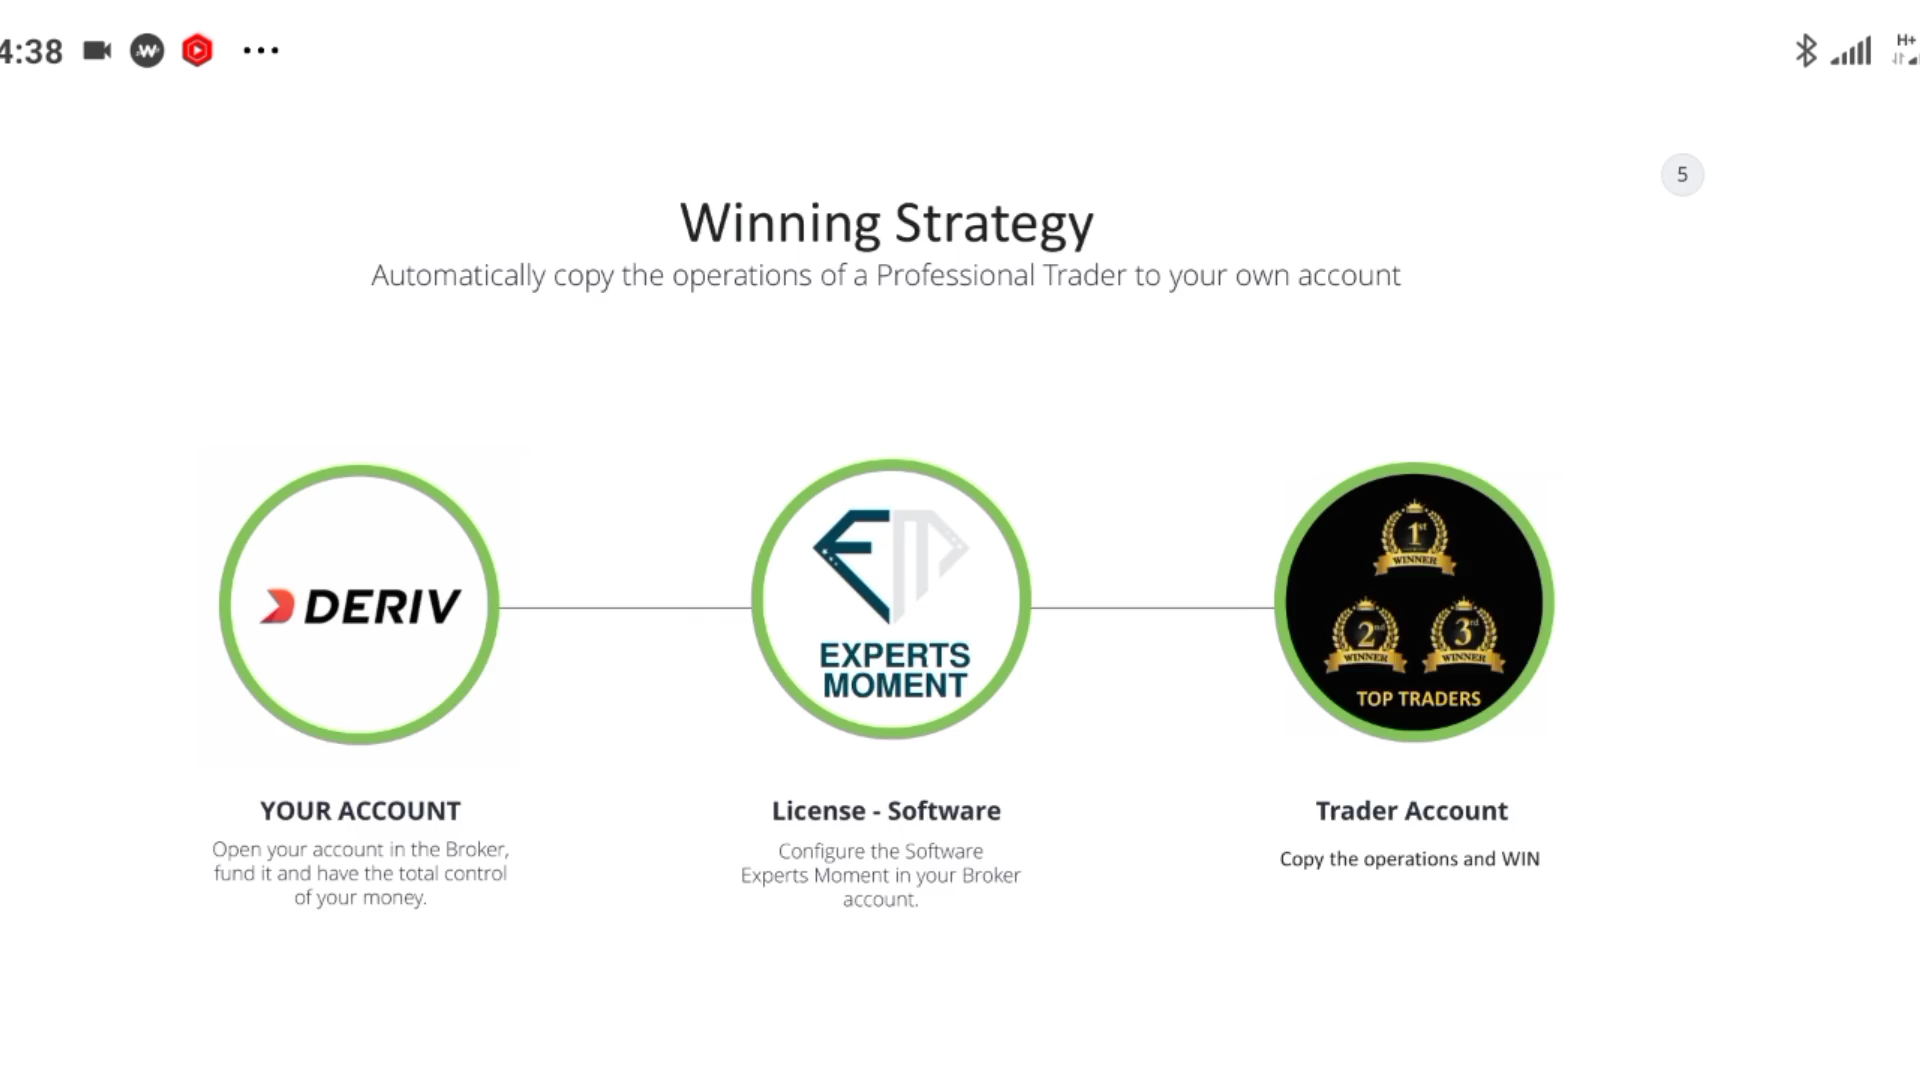 4:38
W
H+
5
Winning Strategy
Automatically copy the operations of a Professional Trader to your own account
DERIV
EXPERTS
MOMENT
1st
WINNER
2nd
WINNER
3rd
WINNER
TOP TRADERS
YOUR ACCOUNT
Open your account in the Broker,
fund it and have the total control
of your money.
License - Software
Configure the Software
Experts Moment in your Broker
account.
Trader Account
Copy the operations and WIN